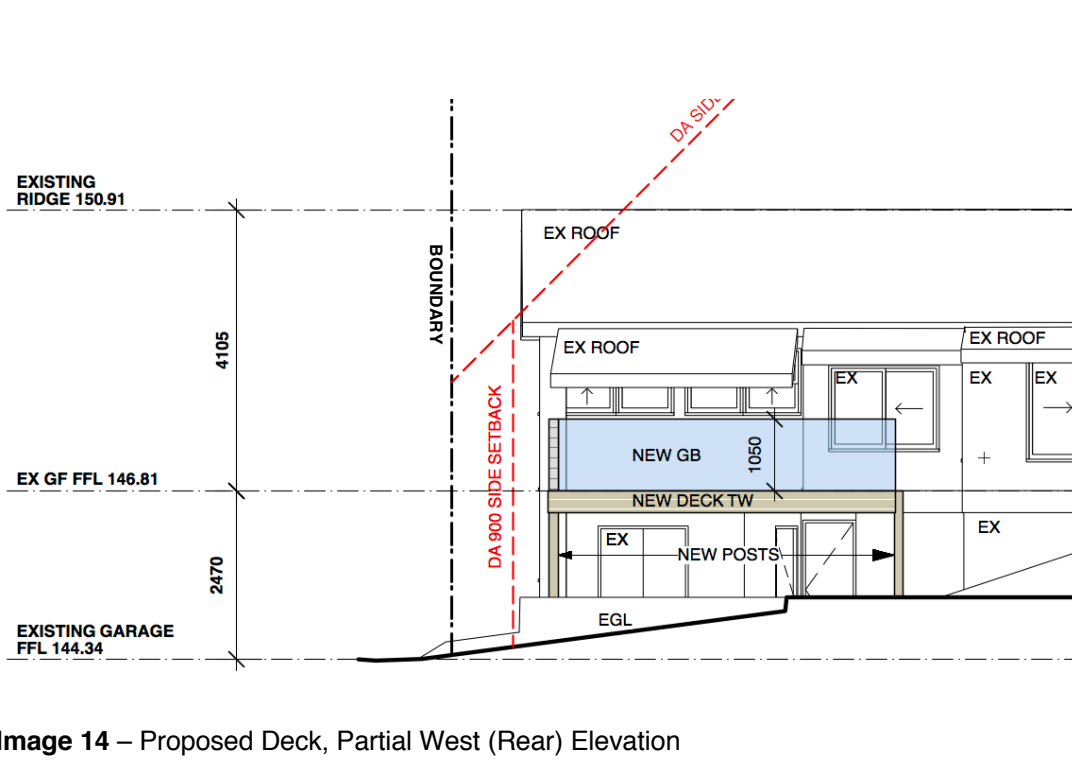 DA SIDE
EXISTING
RIDGE 150.91
EX ROOF
BOUNDARY
4105
EX ROOF
EX ROOF
EX
EX
EX
DA 900 SIDE SETBACK
NEW GB
1050
EX GF FFL 146.81
NEW DECK TW
EX
EX
NEW POSTS
2470
EGL
EXISTING GARAGE
FFL 144.34
Image 14 – Proposed Deck, Partial West (Rear) Elevation